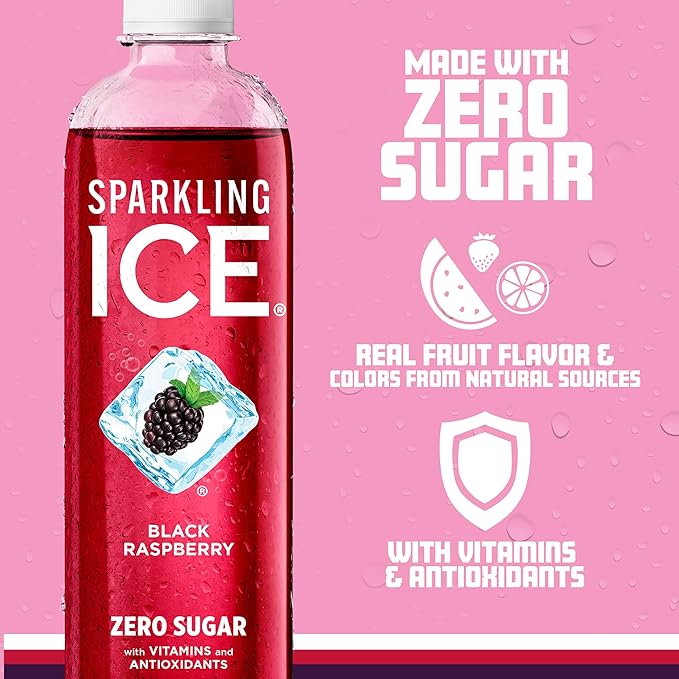 SPARKLING
ICE®
®
BLACK
RASPBERRY
ZERO SUGAR
with VITAMINS and
ANTIOXIDANTS
MADE WITH
ZERO
SUGAR
REAL FRUIT FLAVOR &
COLORS FROM NATURAL SOURCES
WITH VITAMINS
& ANTIOXIDANTS